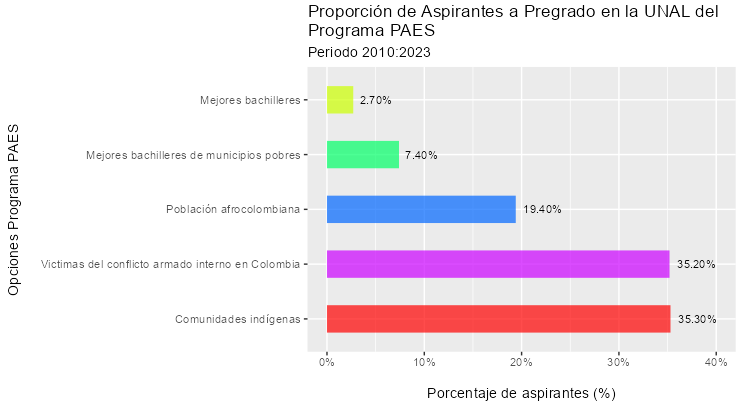 Proporción de Aspirantes a Pregrado en la UNAL del
Programa PAES
Periodo 2010:2023
Opciones Programa PAES
Mejores bachilleres
2.70%
Mejores bachilleres de municipios pobres
7.40%
Población afrocolombiana
19.40%
Victimas del conflicto armado interno en Colombia
35.20%
Comunidades indígenas
35.30%
0%
10%
20%
30%
40%
Porcentaje de aspirantes (%)